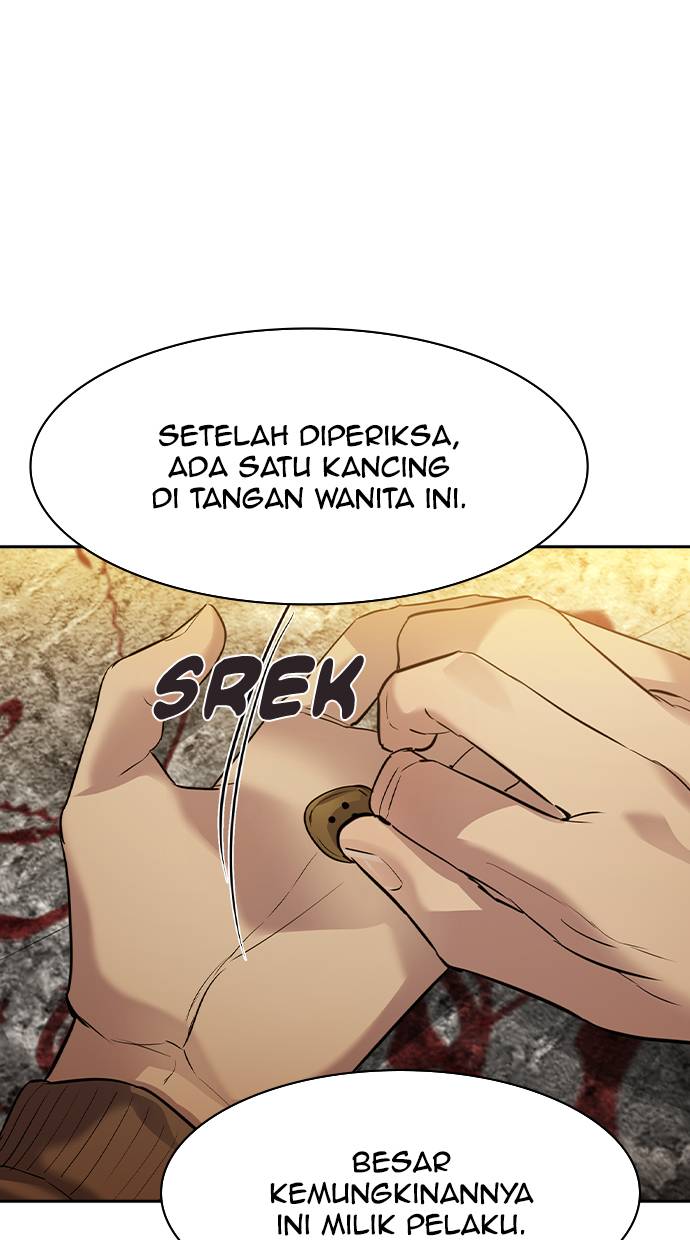 SETELAH DIPERIKSA,
ADA SATU KANCING
DI TANGAN WANITA INI.
SREK
BESAR
KEMUNGKINANNYA
INI MILIK PELAKU.